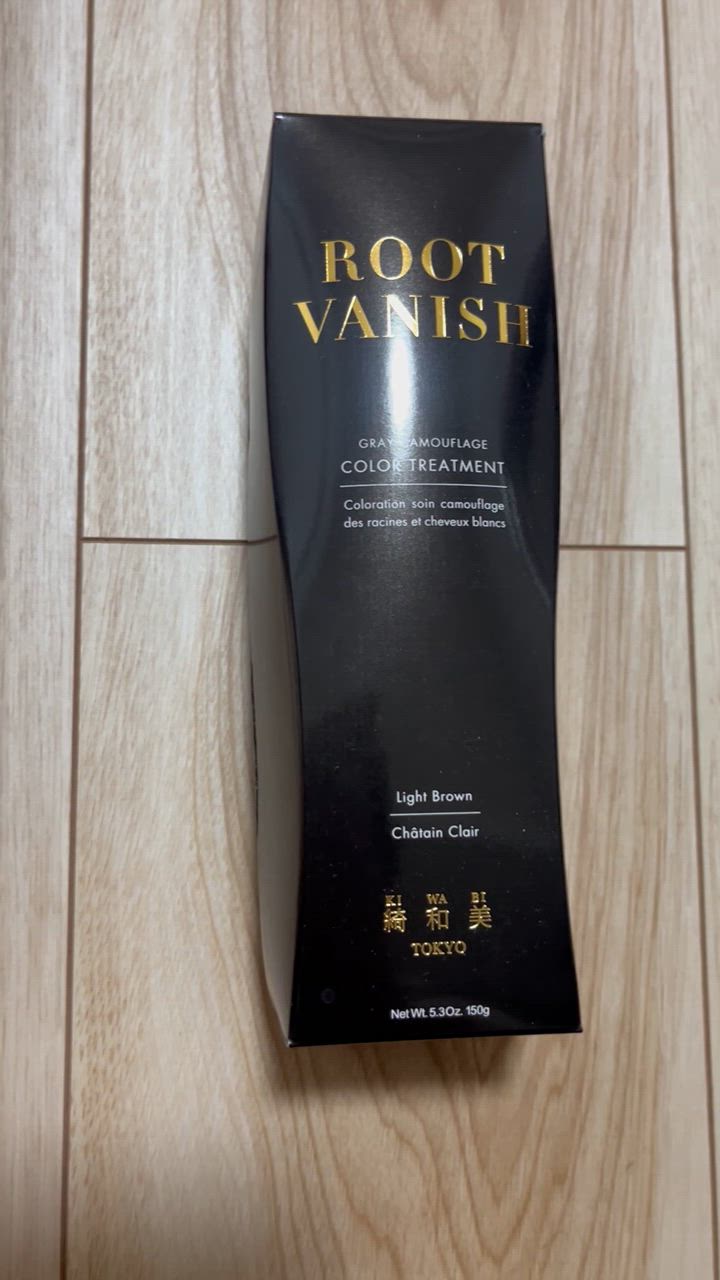 ROOT
VANISH
GRAY CAMOUFLAGE
COLOR TREATMENT
Coloration soin camouflage
des racines et cheveux blancs
Light Brown
Châtain Clair
KI WA BI
綺和美
TOKYO
Net Wt. 5.3Oz. 150g